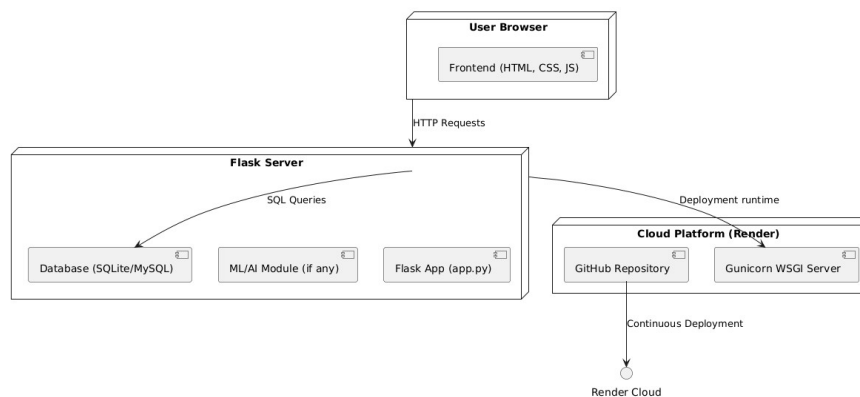 User Browser
Frontend (HTML, CSS, JS)
HTTP Requests
Flask Server
SQL Queries
Deployment runtime
Cloud Platform (Render)
Database (SQLite/MySQL)
ML/AI Module (if any)
Flask App (app.py)
GitHub Repository
Gunicorn WSGI Server
Continuous Deployment
Render Cloud